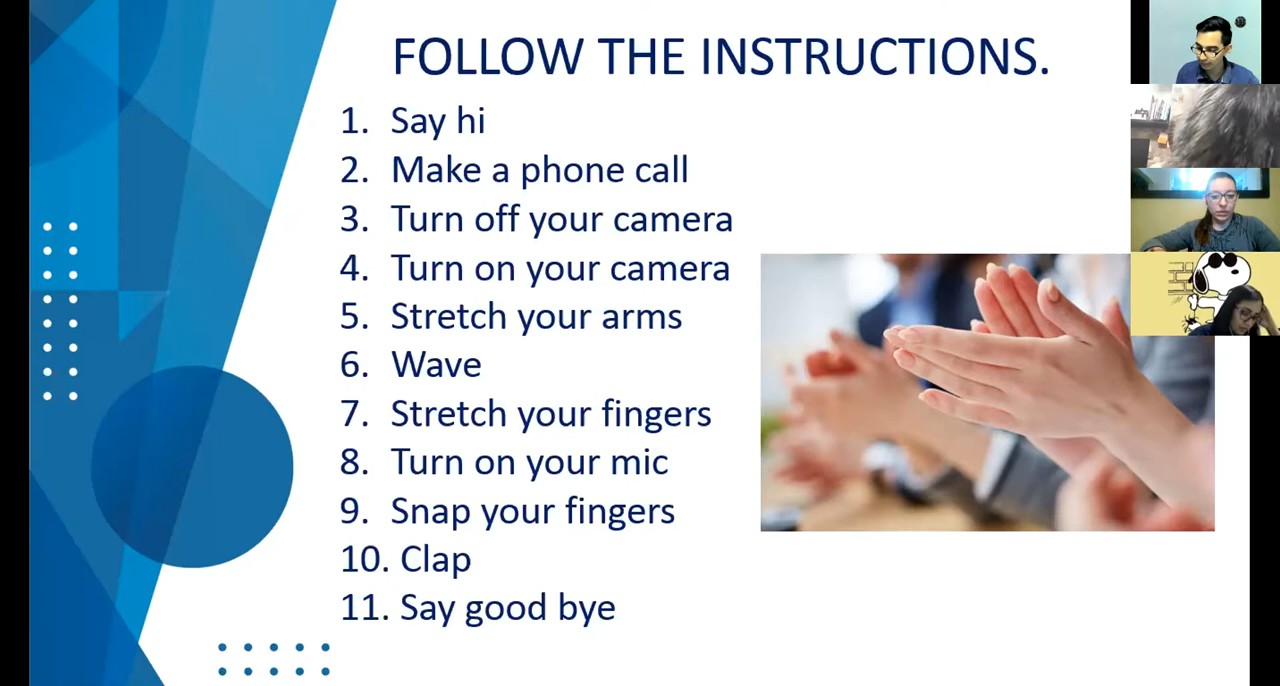 FOLLOW THE INSTRUCTIONS.
1. Say hi
2. Make a phone call
3. Turn off your camera
4. Turn on your camera
5. Stretch your arms
6. Wave
7. Stretch your fingers
8. Turn on your mic
9. Snap your fingers
10. Clap
11. Say good bye